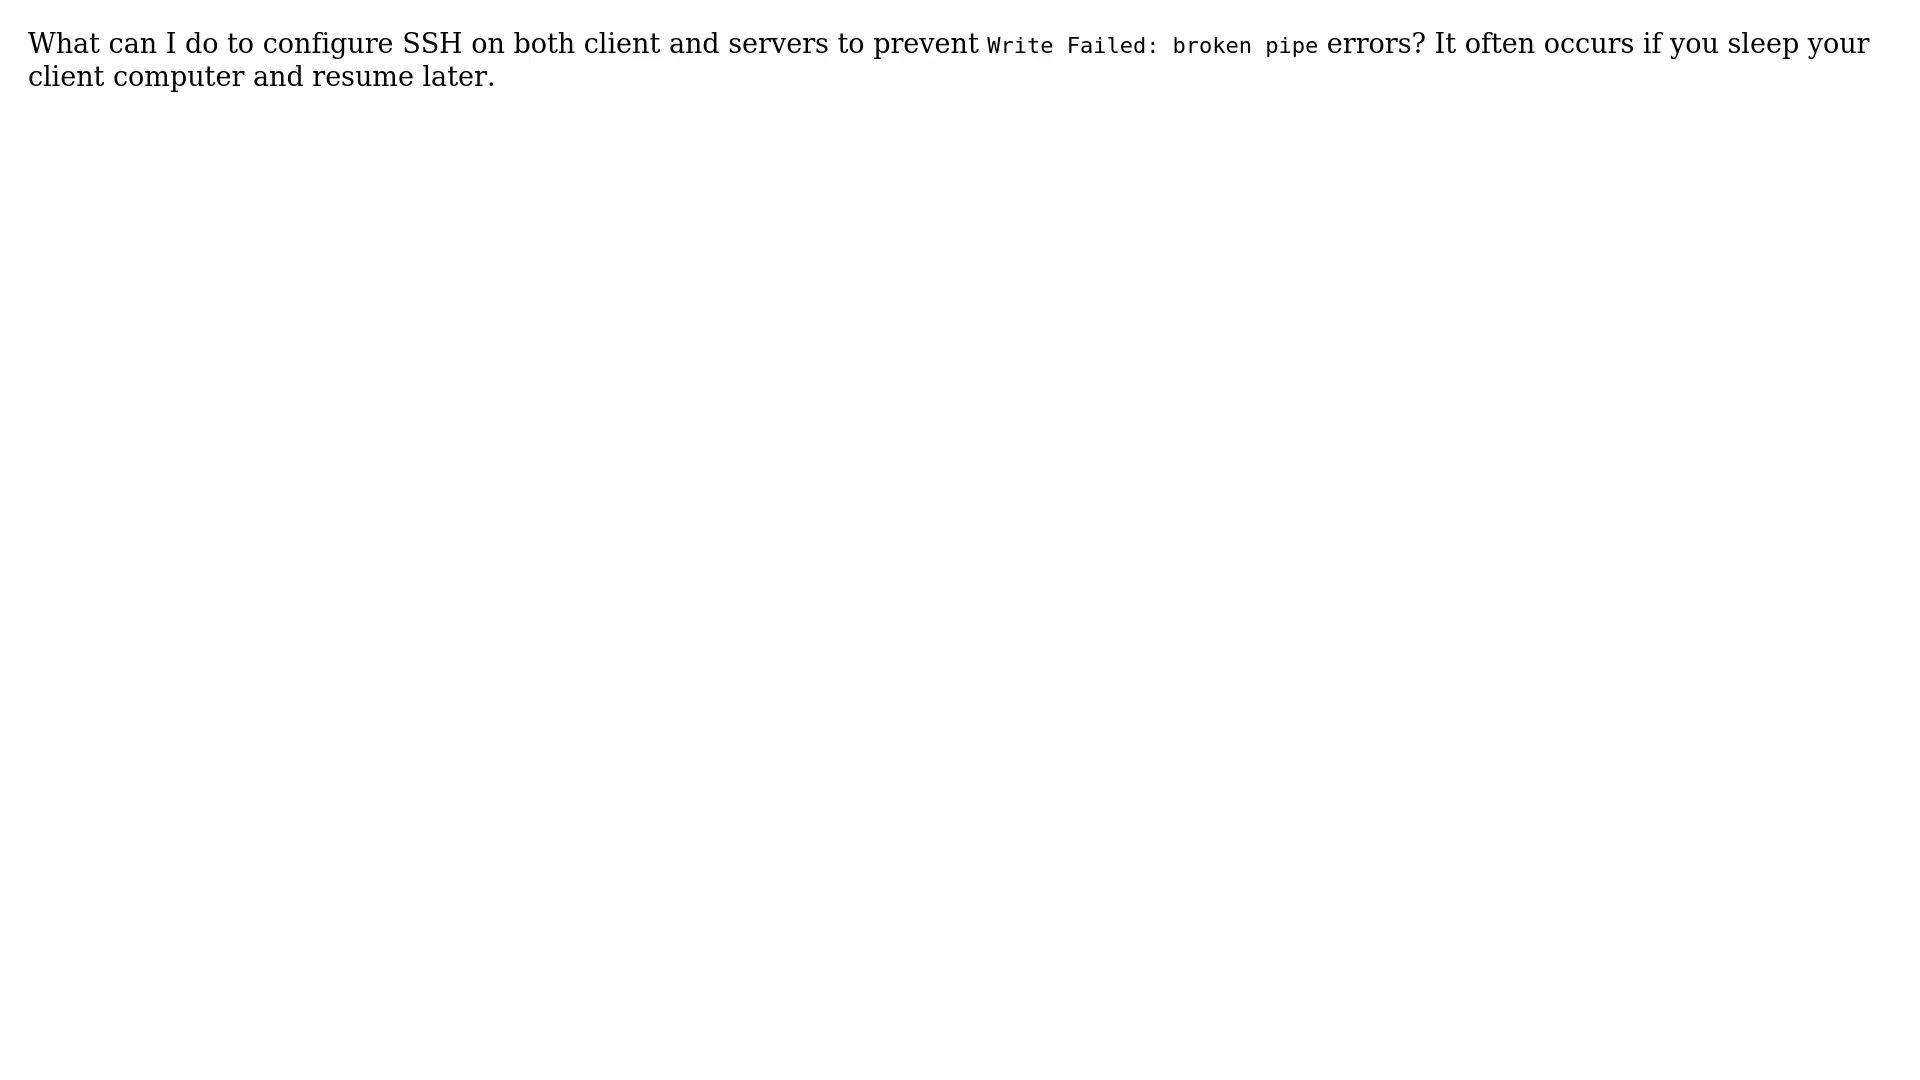 What can I do to configure SSH on both client and servers to prevent Write Failed: broken pipe errors? It often occurs if you sleep your
client computer and resume later.